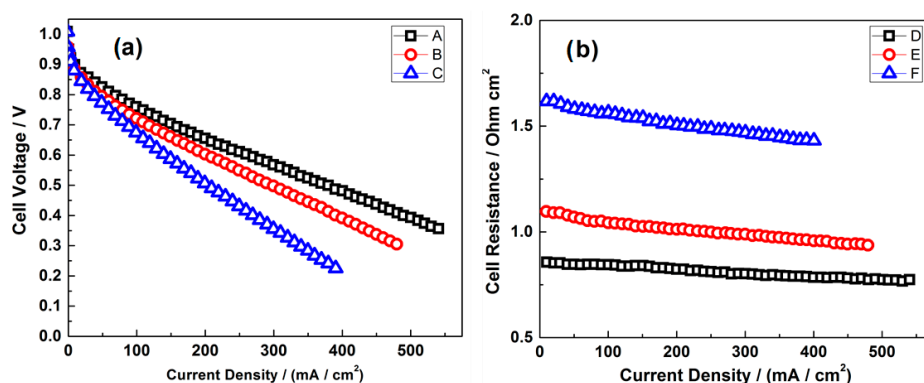 (a)
A
B
C
1.0
0.9
0.8
0.7
0.6
0.5
0.4
0.3
0.2
0.1
0.0
Cell Voltage / V
0 100 200 300 400 500
Current Density / (mA / cm²)
(b)
D
E
F
2.0
1.5
1.0
0.5
Cell Resistance / Ohm cm²
0 100 200 300 400 500
Current Density / (mA / cm²)